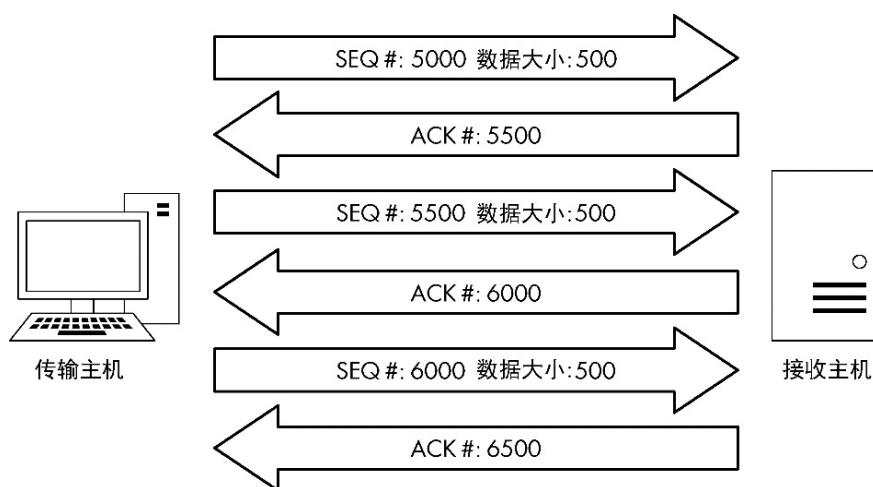 SEQ #: 5000 数据大小:500
ACK #: 5500
SEQ #: 5500 数据大小:500
ACK #: 6000
传输主机
SEQ #: 6000 数据大小:500
接收主机
ACK #: 6500